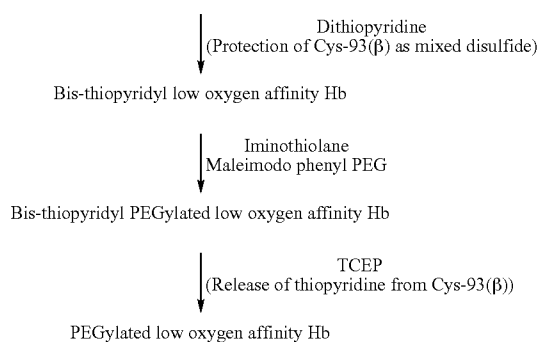 Dithiopyridine
(Protection of Cys-93(β) as mixed disulfide)
Bis-thiopyridyl low oxygen affinity Hb
Iminothiolane
Maleimodo phenyl PEG
Bis-thiopyridyl PEGylated low oxygen affinity Hb
TCEP
(Release of thiopyridine from Cys-93(β))
PEGylated low oxygen affinity Hb